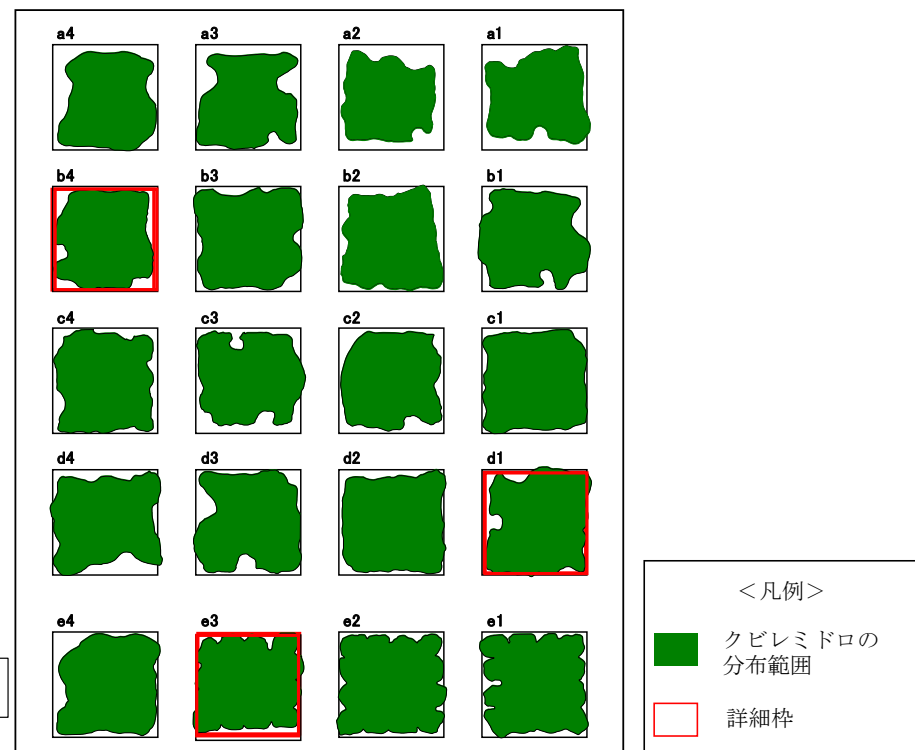 a4 a3 a2 a1
b4 b3 b2 b1
c4 c3 c2 c1
d4 d3 d2 d1
e4 e3 e2 e1
＜凡例＞
クビレミドロの
分布範囲
詳細枠